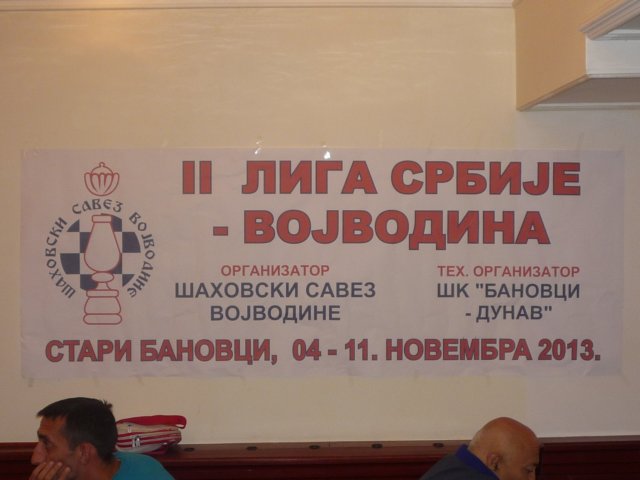 II ЛИГА СРБИЈЕ
- ВОЈВОДИНА
ШАХОВСКИ САВЕЗ ВОЈВОДИНЕ
ОРГАНИЗАТОР
ШАХОВСКИ САВЕЗ
ВОЈВОДИНЕ
ТЕХ. ОРГАНИЗАТОР
ШК "БАНОВЦИ
- ДУНАВ"
СТАРИ БАНОВЦИ, 04 - 11. НОВЕМБРА 2013.